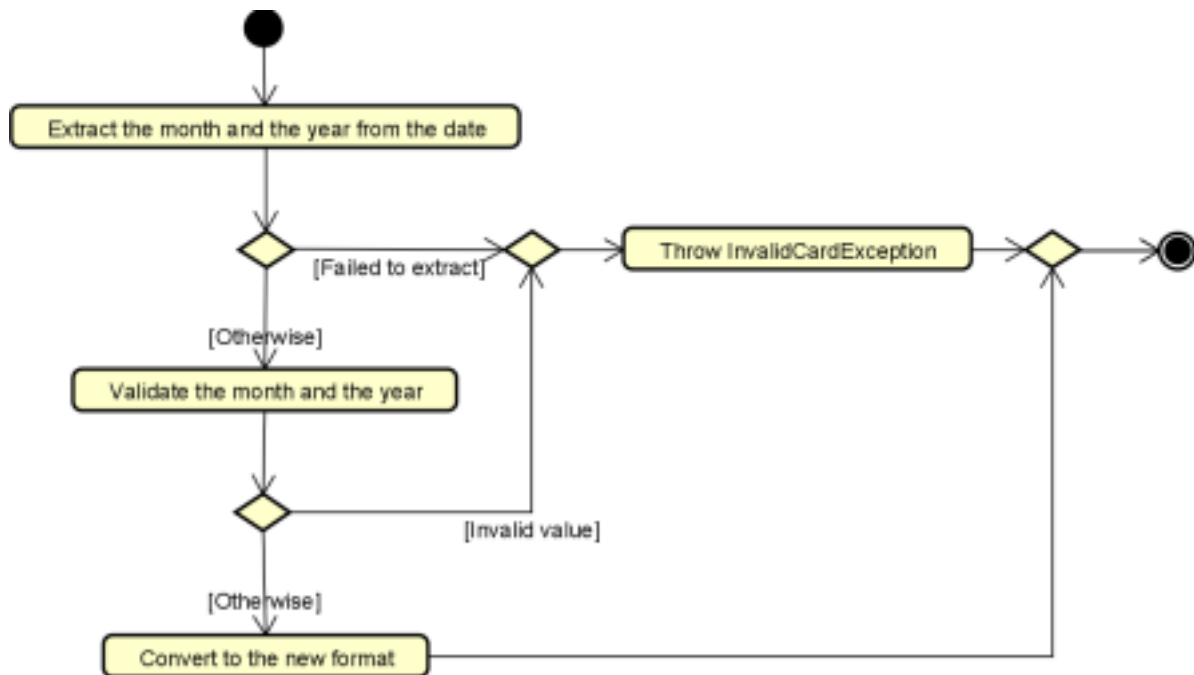 Extract the month and the year from the date
Throw InvalidCardException
[Failed to extract]
[Otherwise]
Validate the month and the year
[Invalid value]
[Otherwise]
Convert to the new format